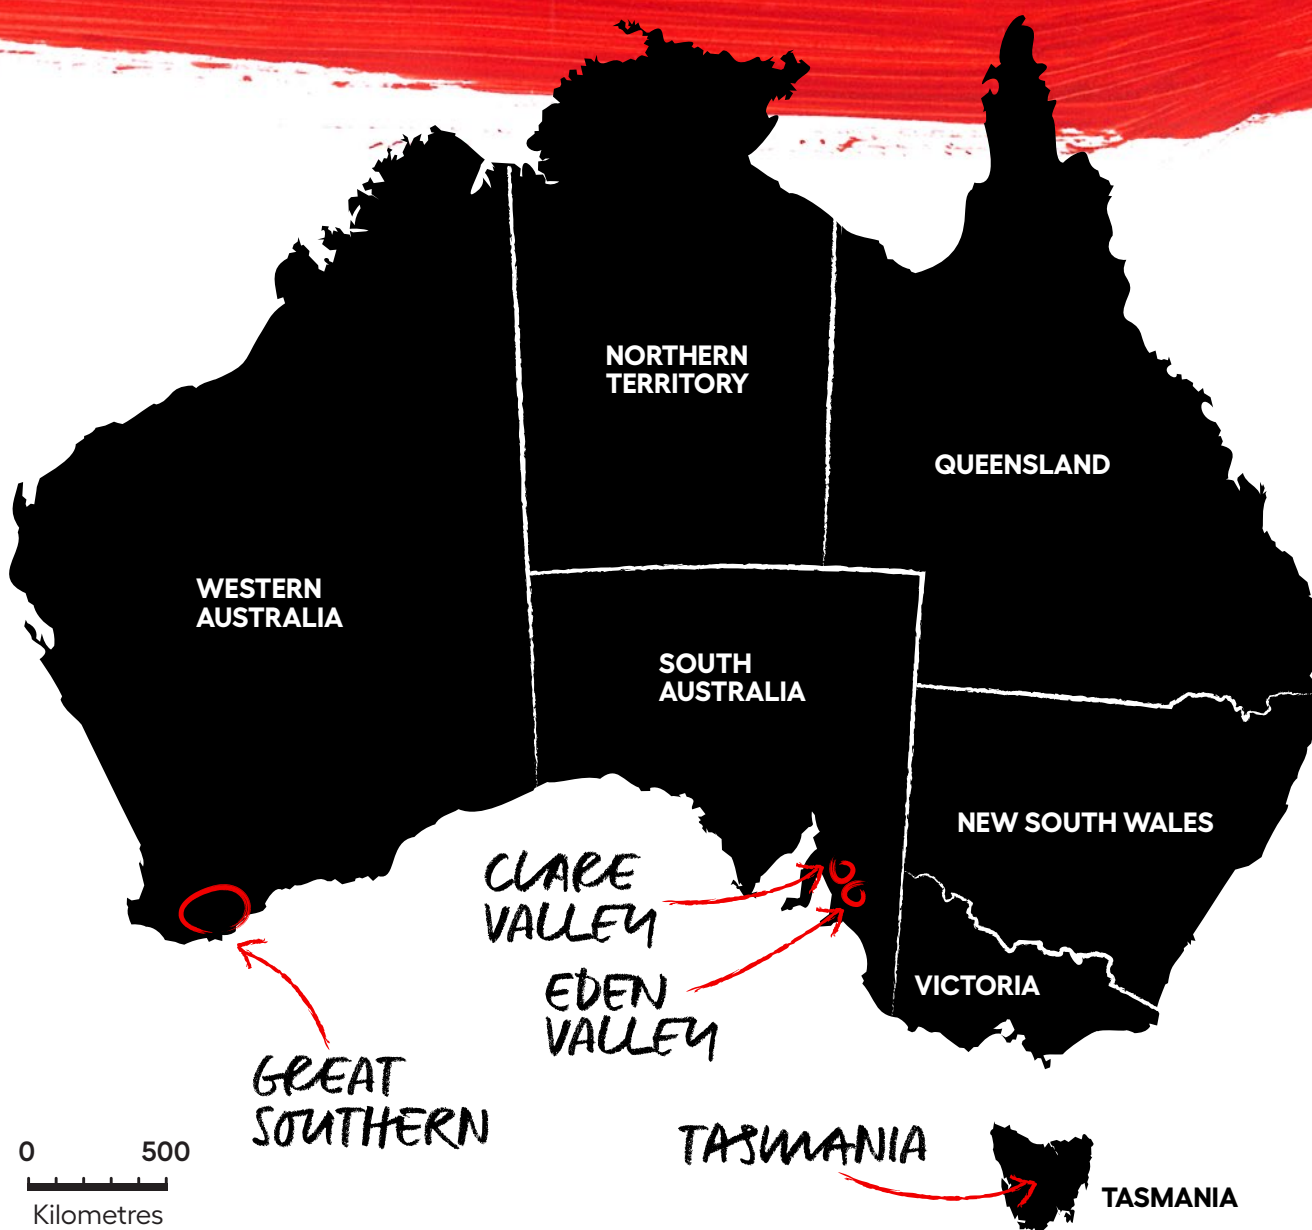 NORTHERN
TERRITORY
QUEENSLAND
WESTERN
AUSTRALIA
SOUTH
AUSTRALIA
NEW SOUTH WALES
CLARE
VALLEY
EDEN
VALLEY
VICTORIA
GREAT
SOUTHERN
TASMANIA
0 500
Kilometres
TASMANIA